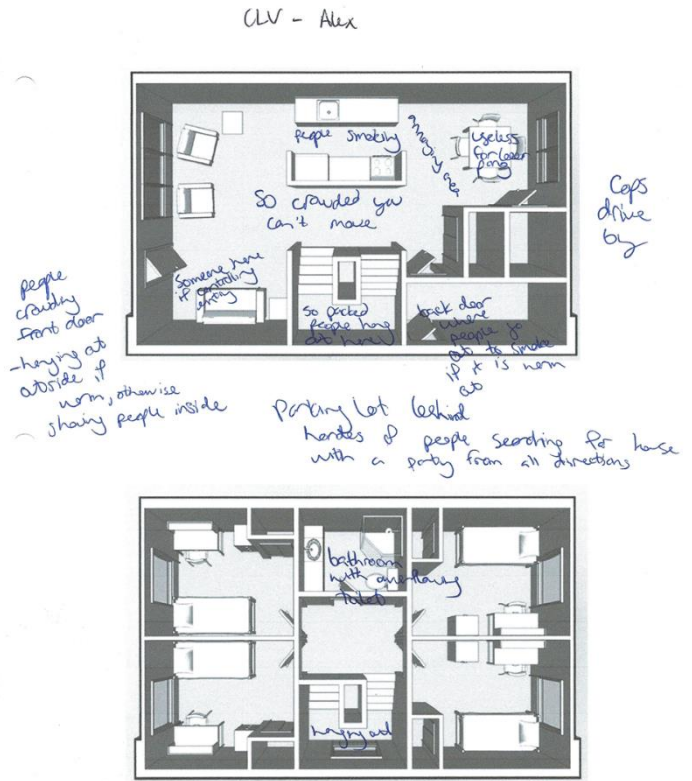 CLV - Alex
people smoking
useless
for beer
pong
So crowded you
can't move
Cops
drive
by
Someone here
if controlling
entry
So packed
people hang
out here
back door
where
people go
out to smoke
if it is warm
out
people
crowding
front door
-hanging out
outside if
warm, otherwise
shoving people inside
Parking lot behind
hordes of people searching for house
with a party from all directions
bathroom
with overflowing
toilet
hanging out